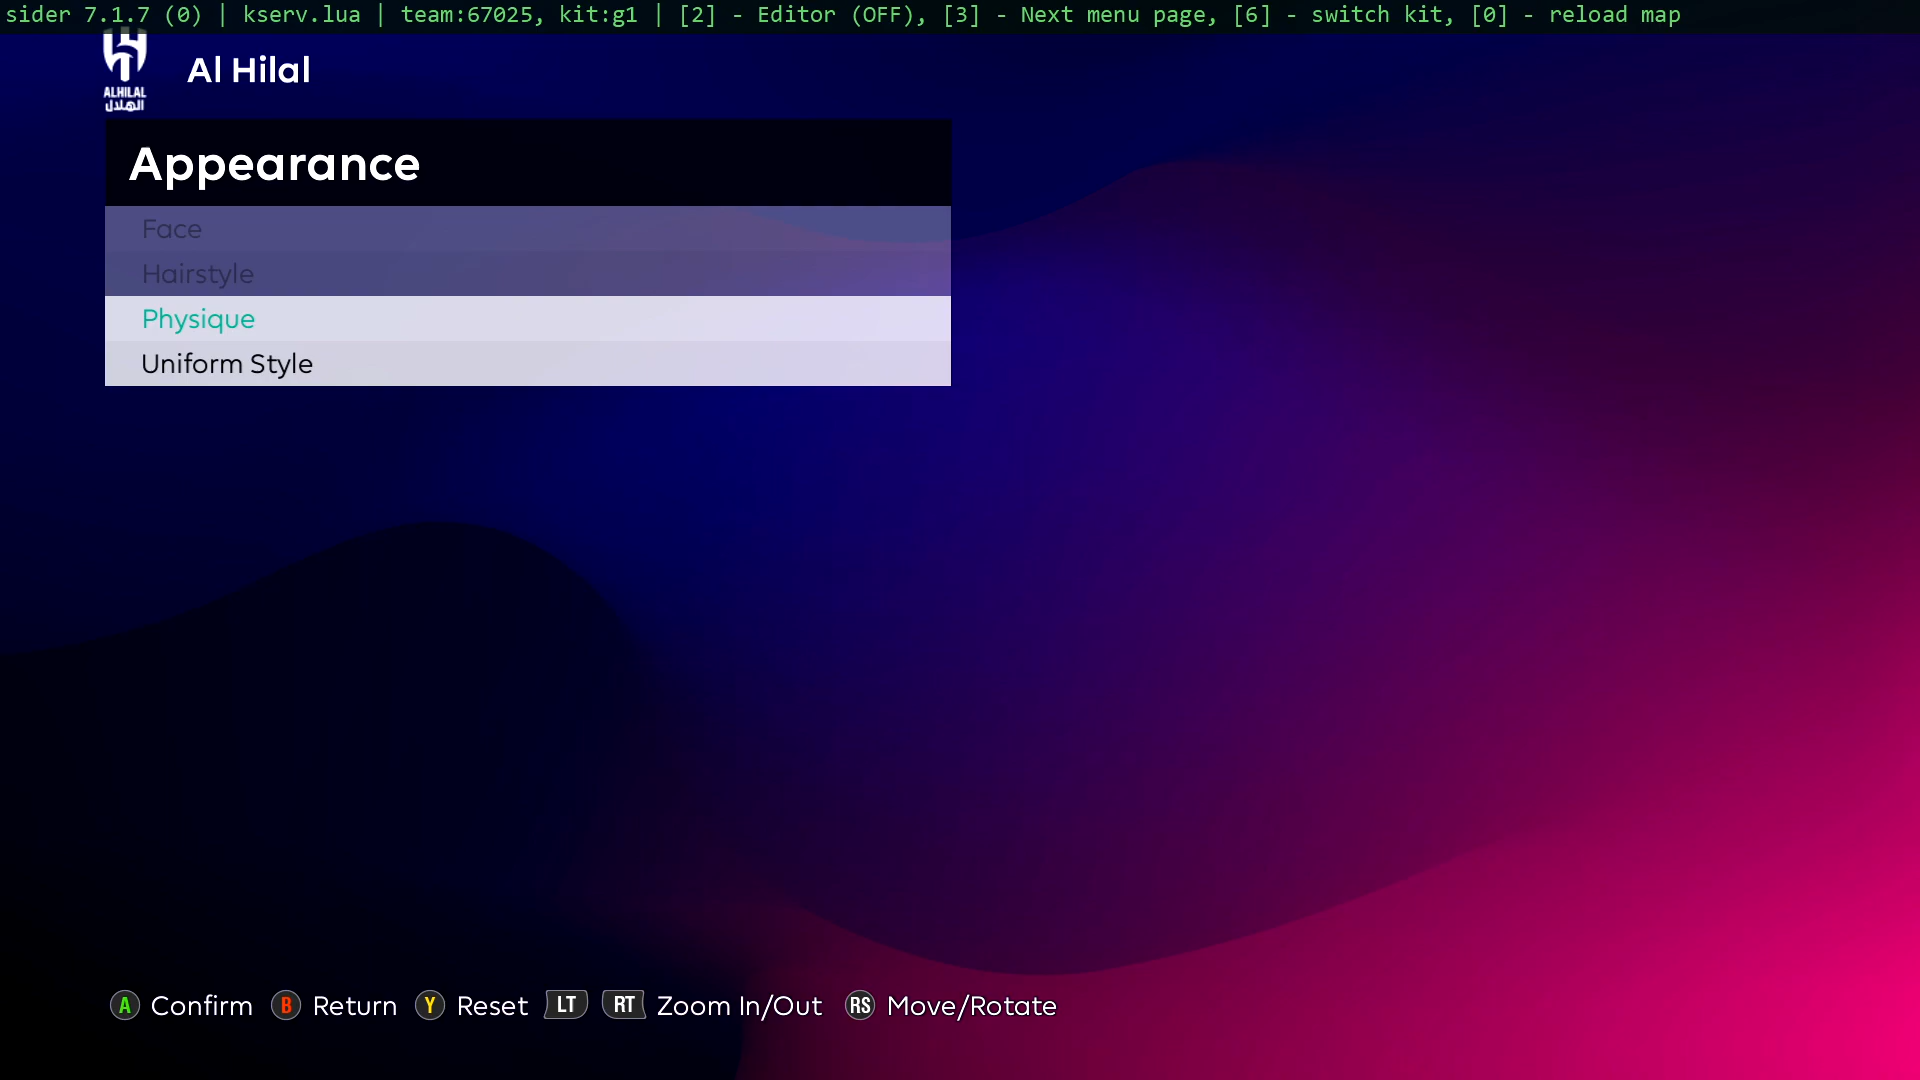 sider 7.1.7 (0) | kserv.lua | team:67025, kit:g1 | [2] - Editor (OFF), [3] - Next menu page, [6] - switch kit, [0] - reload map
ALHILAL
الهلال
Al Hilal
Appearance
Face
Hairstyle
Physique
Uniform Style
A Confirm B Return Y Reset LT RT Zoom In/Out RS Move/Rotate